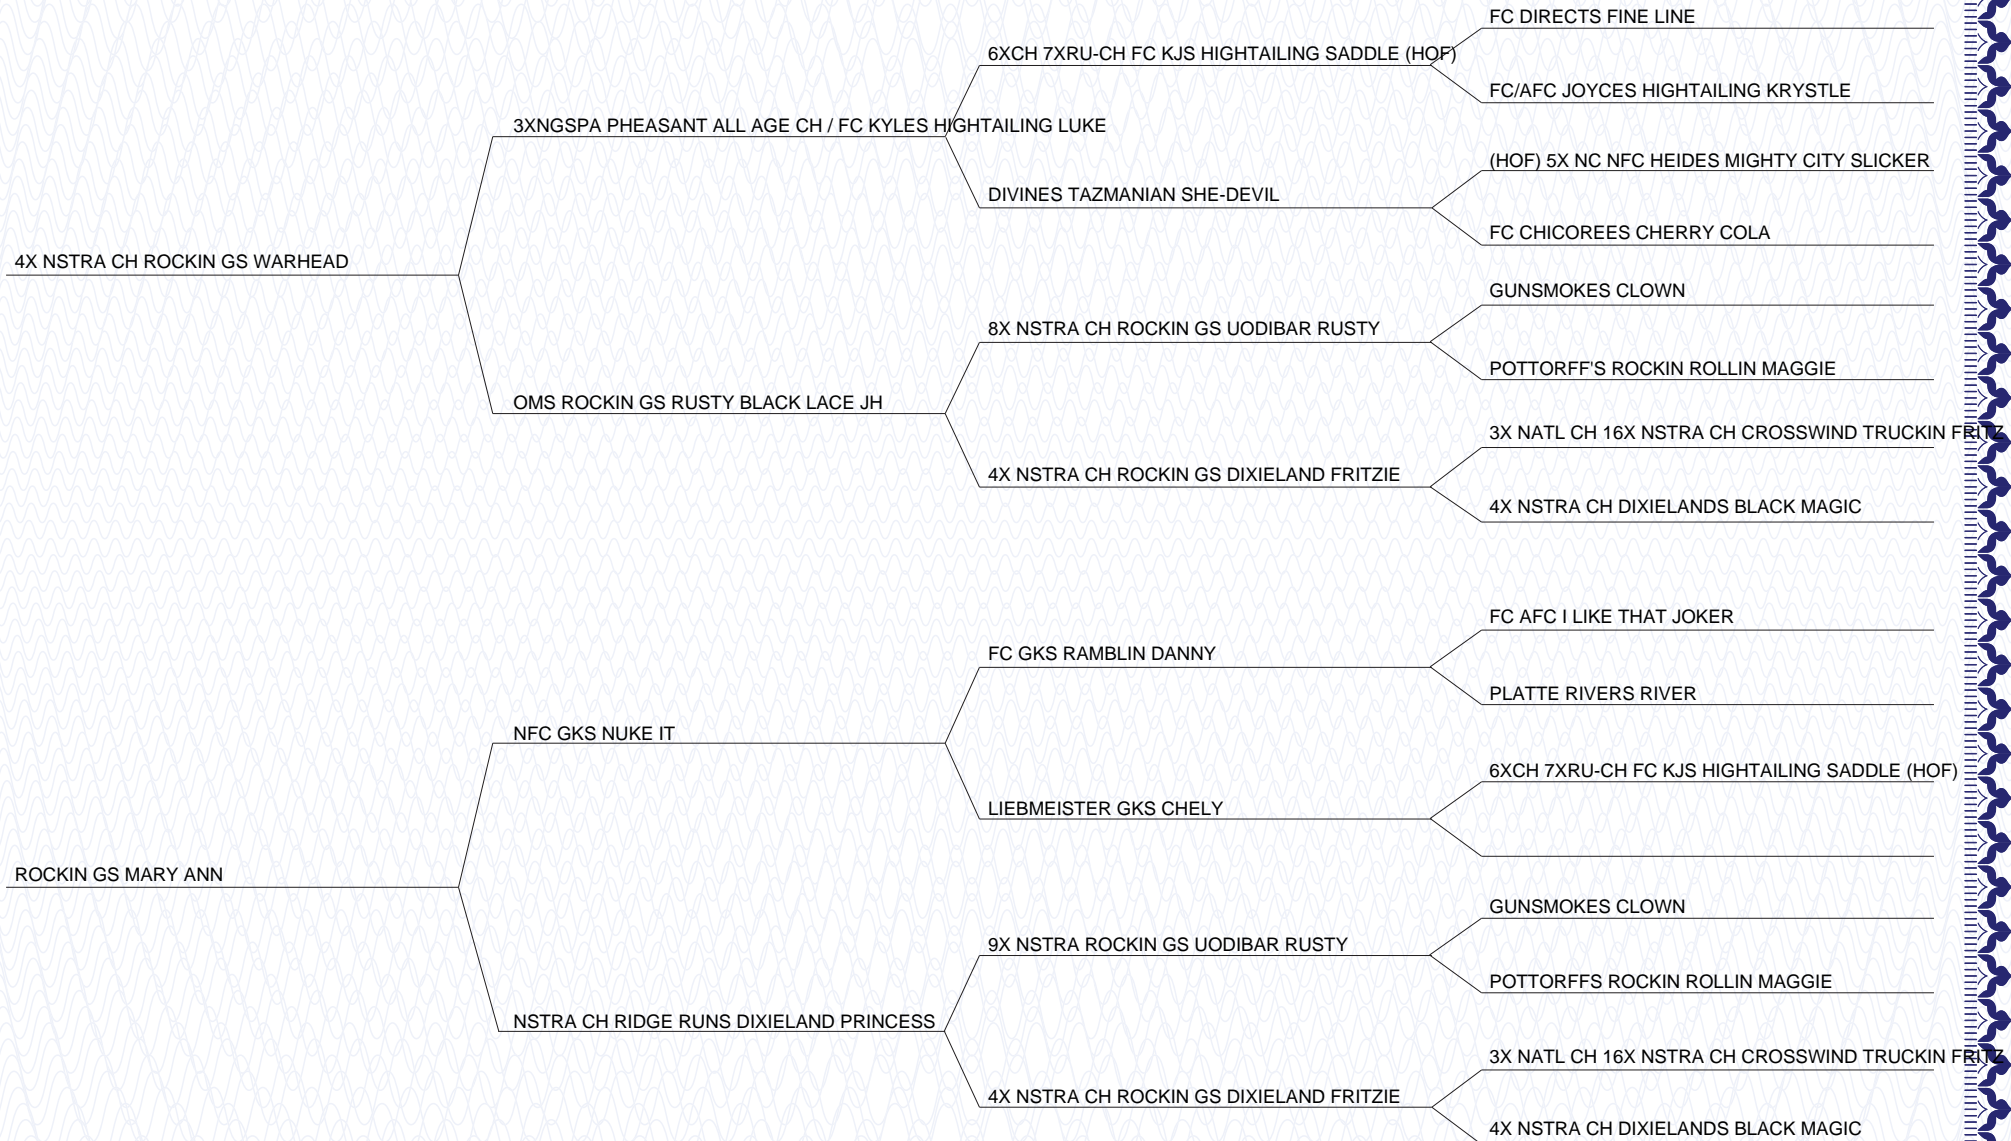 FC DIRECTS FINE LINE
6XCH 7XRU-CH FC KJS HIGHTAILING SADDLE (HOF)
FC/AFC JOYCES HIGHTAILING KRYSTLE
3XNGSPA PHEASANT ALL AGE CH / FC KYLES HIGHTAILING LUKE
(HOF) 5X NC NFC HEIDES MIGHTY CITY SLICKER
DIVINES TAZMANIAN SHE-DEVIL
FC CHICOREES CHERRY COLA
4X NSTRA CH ROCKIN GS WARHEAD
GUNSMOKES CLOWN
8X NSTRA CH ROCKIN GS UODIBAR RUSTY
POTTORFF'S ROCKIN ROLLIN MAGGIE
OMS ROCKIN GS RUSTY BLACK LACE JH
3X NATL CH 16X NSTRA CH CROSSWIND TRUCKIN FRITZ
4X NSTRA CH ROCKIN GS DIXIELAND FRITZIE
4X NSTRA CH DIXIELANDS BLACK MAGIC
FC AFC I LIKE THAT JOKER
FC GKS RAMBLIN DANNY
PLATTE RIVERS RIVER
NFC GKS NUKE IT
6XCH 7XRU-CH FC KJS HIGHTAILING SADDLE (HOF)
LIEBMEISTER GKS CHELY
ROCKIN GS MARY ANN
GUNSMOKES CLOWN
9X NSTRA ROCKIN GS UODIBAR RUSTY
POTTORFFS ROCKIN ROLLIN MAGGIE
NSTRA CH RIDGE RUNS DIXIELAND PRINCESS
3X NATL CH 16X NSTRA CH CROSSWIND TRUCKIN FRITZ
4X NSTRA CH ROCKIN GS DIXIELAND FRITZIE
4X NSTRA CH DIXIELANDS BLACK MAGIC